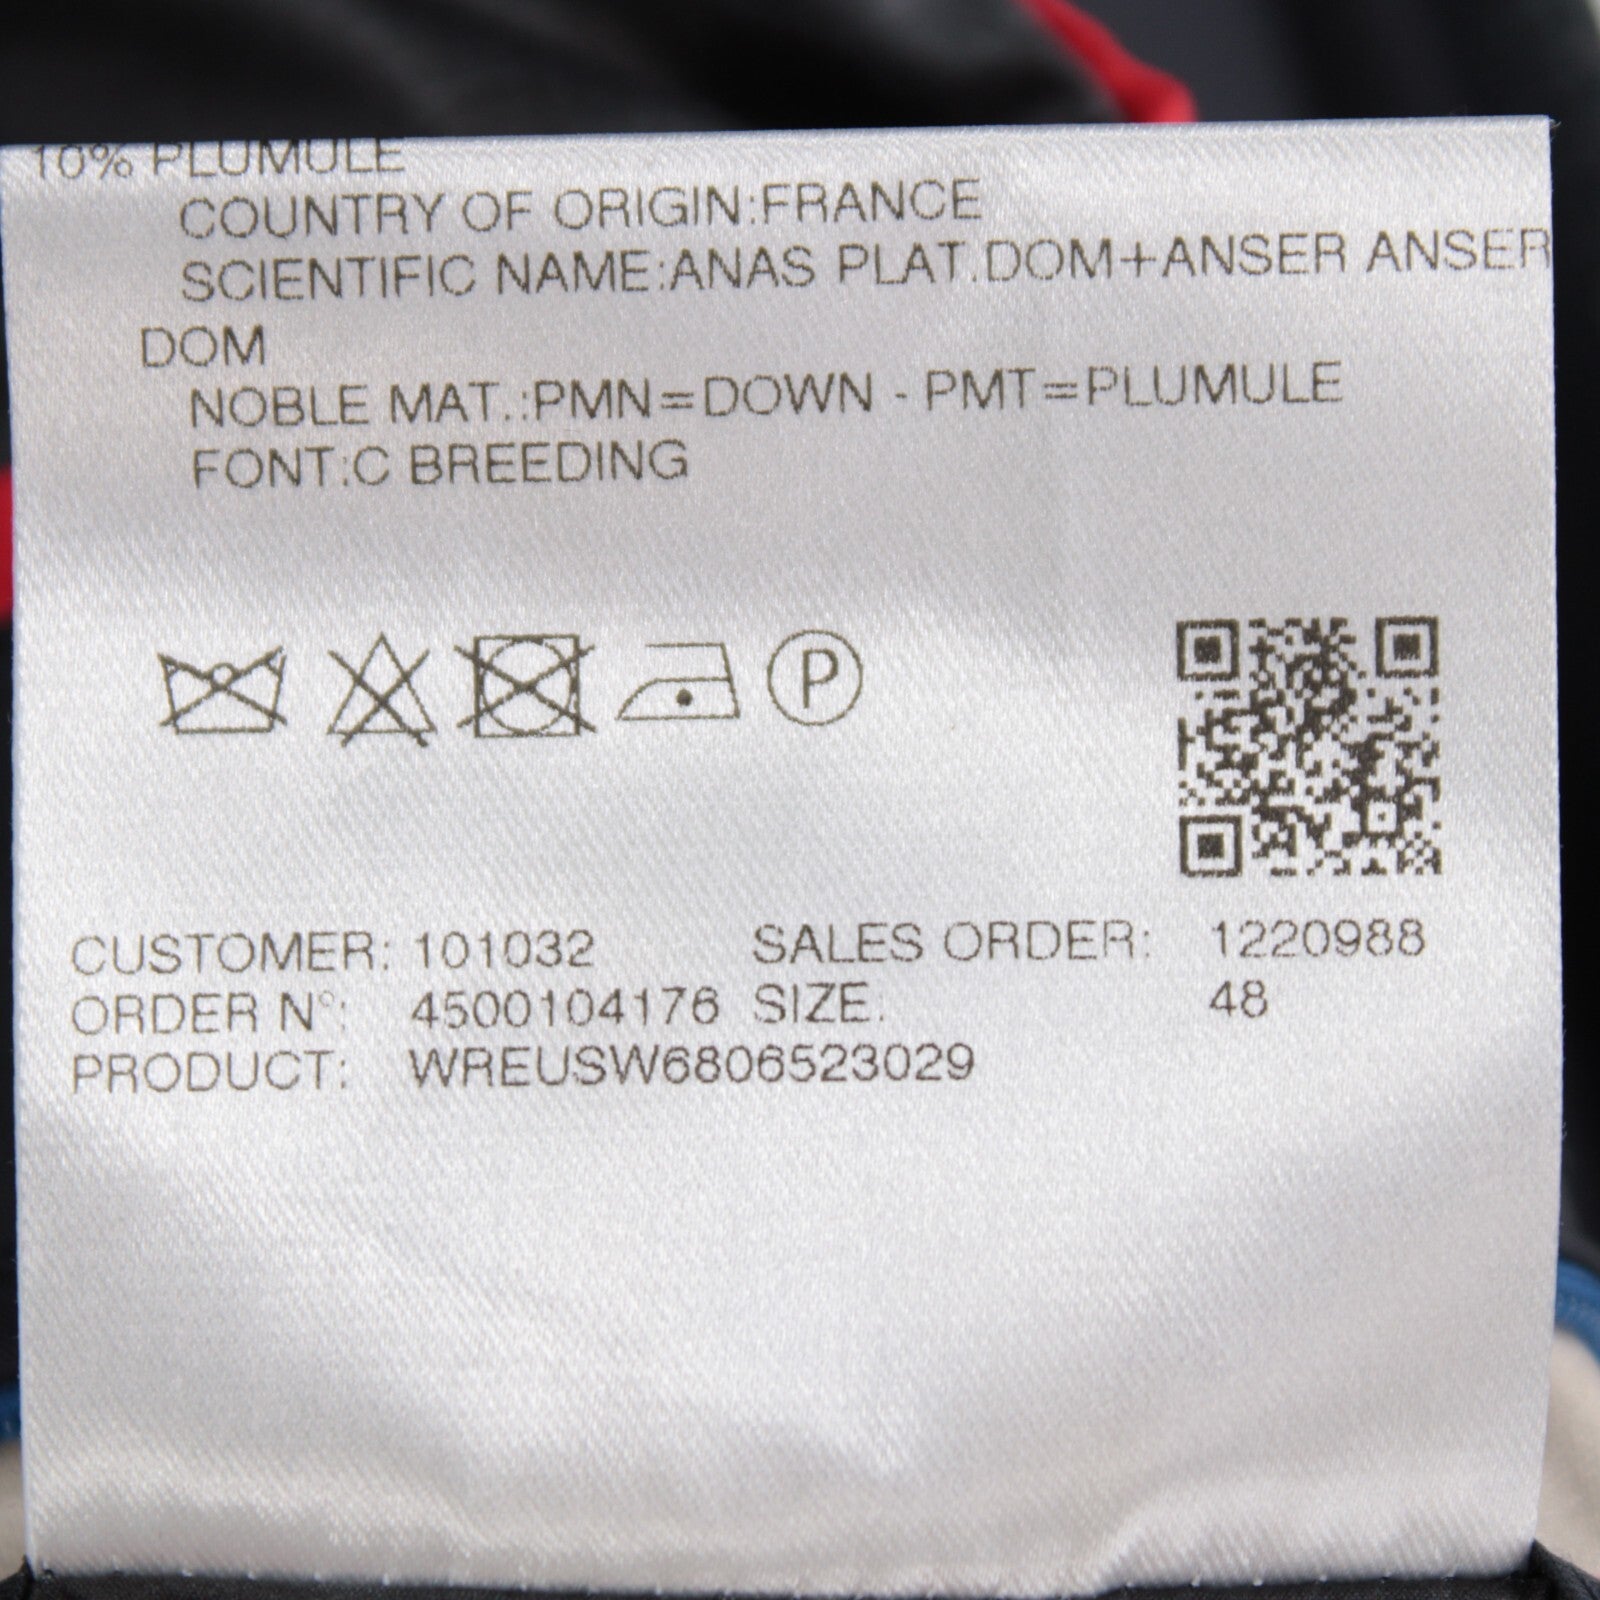 10% PLUMULE
COUNTRY OF ORIGIN:FRANCE
SCIENTIFIC NAME:ANAS PLAT.DOM+ANSER ANSER
DOM
NOBLE MAT.:PMN=DOWN - PMT=PLUMULE
FONT:C BREEDING
P
CUSTOMER: 101032 SALES ORDER: 1220988
ORDER N°: 4500104176 SIZE: 48
PRODUCT: WREUSW6806523029